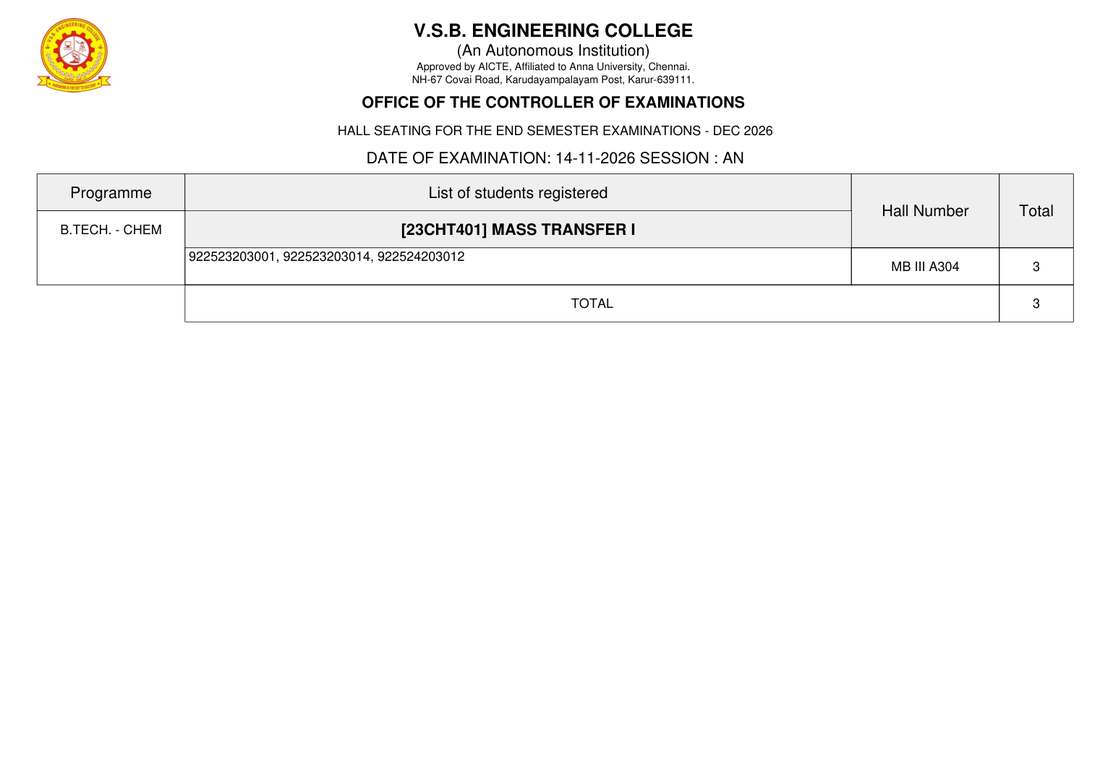 V.S.B. ENGINEERING COLLEGE
(An Autonomous Institution)
Approved by AICTE, Affiliated to Anna University, Chennai.
NH-67 Covai Road, Karudayampalayam Post, Karur-639111.
OFFICE OF THE CONTROLLER OF EXAMINATIONS
HALL SEATING FOR THE END SEMESTER EXAMINATIONS - DEC 2026
DATE OF EXAMINATION: 14-11-2026 SESSION : AN
Programme List of students registered Hall Number Total
B.TECH. - CHEM [23CHT401] MASS TRANSFER I
922523203001, 922523203014, 922524203012 MB III A304 3
TOTAL 3